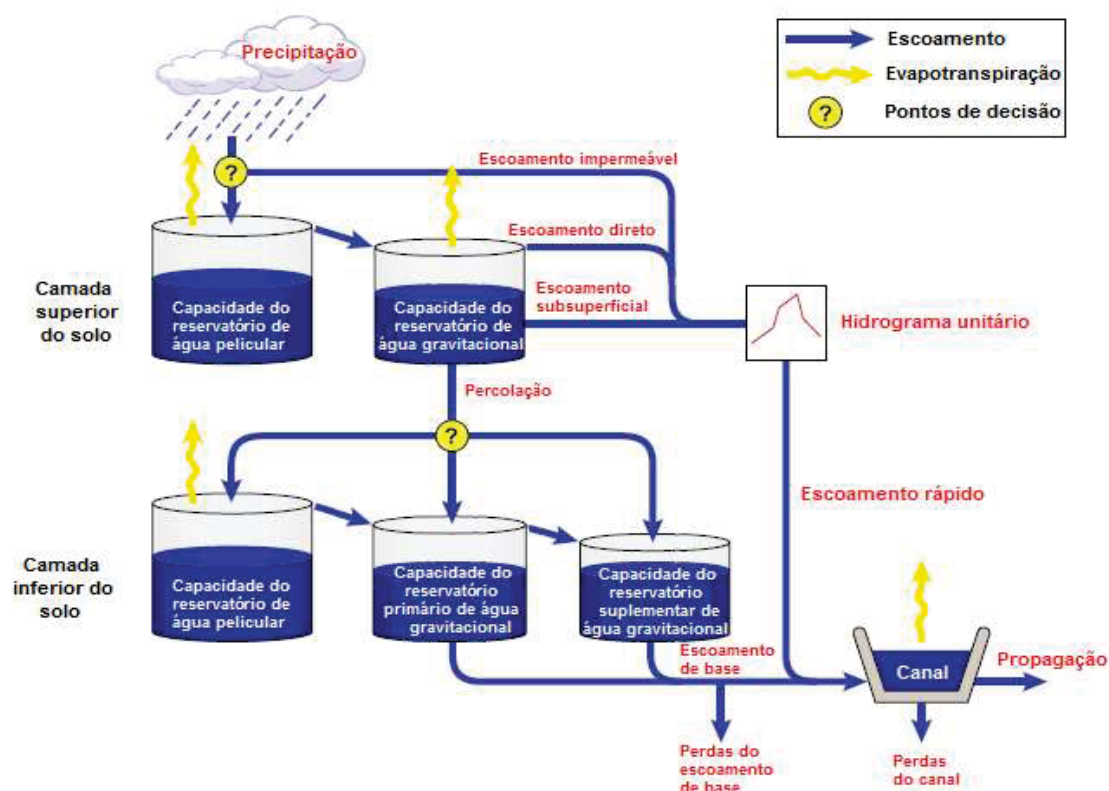 Precipitação
Escoamento
Evapotranspiração
?
Pontos de decisão
Escoamento impermeável
?
Escoamento direto
Escoamento
subsuperficial
Camada
superior
do solo
Capacidade do
reservatório de
água pelicular
Capacidade do
reservatório de
água gravitacional
Hidrograma unitário
Percolação
?
Escoamento rápido
Camada
inferior do
solo
Capacidade do
reservatório de
água pelicular
Capacidade do
reservatório
primário de água
gravitacional
Capacidade do
reservatório
suplementar de
água gravitacional
Escoamento
de base
Canal
Propagação
Perdas do
escoamento
de base
Perdas
do canal